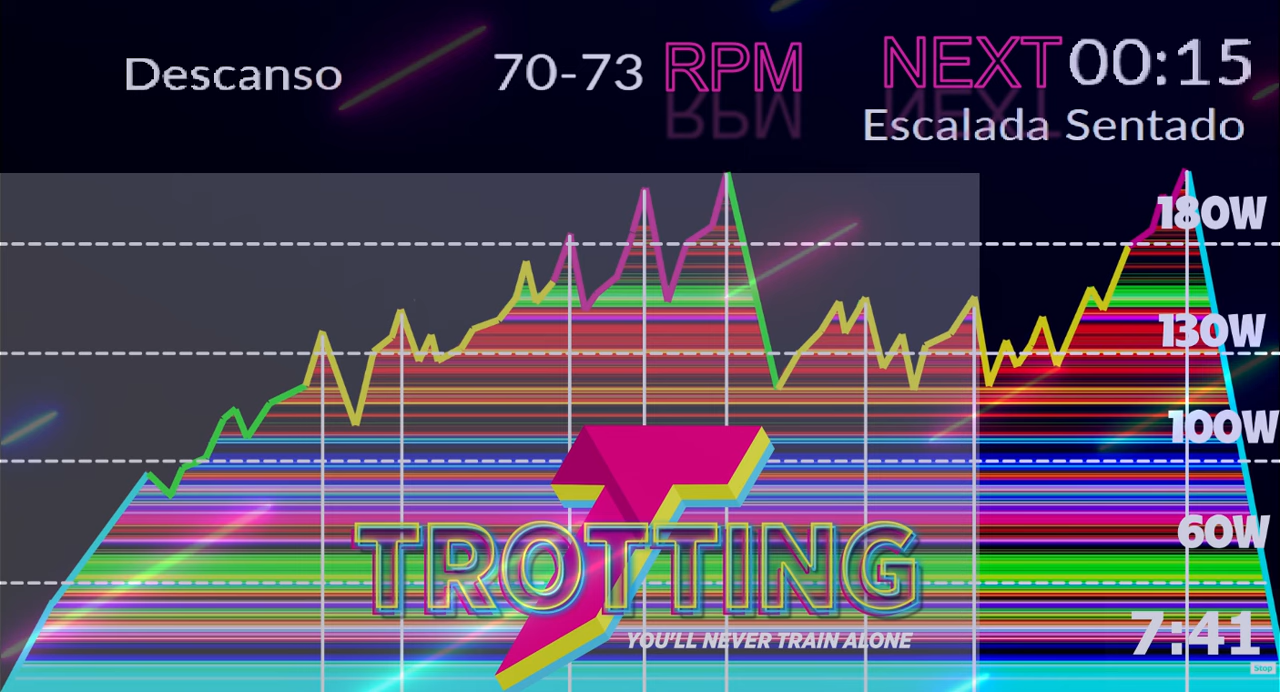 Descanso
70-73 RPM
NEXT 00:15
Escalada Sentado
180W
130W
100W
60W
TROTTING
YOU'LL NEVER TRAIN ALONE
7:41
Stop